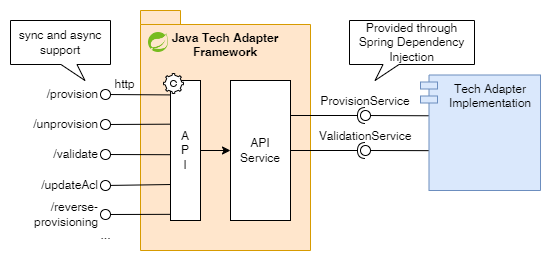 sync and async
support
Java Tech Adapter
Framework
Provided through
Spring Dependency
Injection
http
C
/provision
/unprovision
/validate
/updateAcl
/reverse-
provisioning
...
A
P
I
API
Service
ProvisionService
ValidationService
Tech Adapter
Implementation